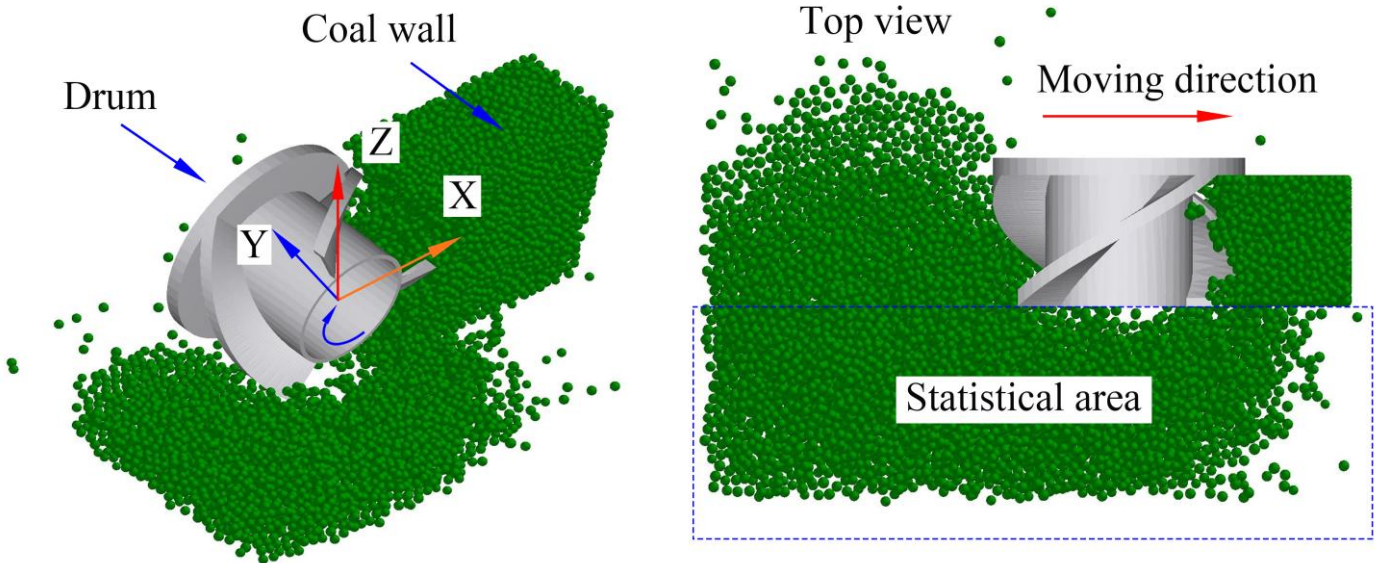 Coal wall
Drum
Z
X
Y
Top view
Moving direction
Statistical area